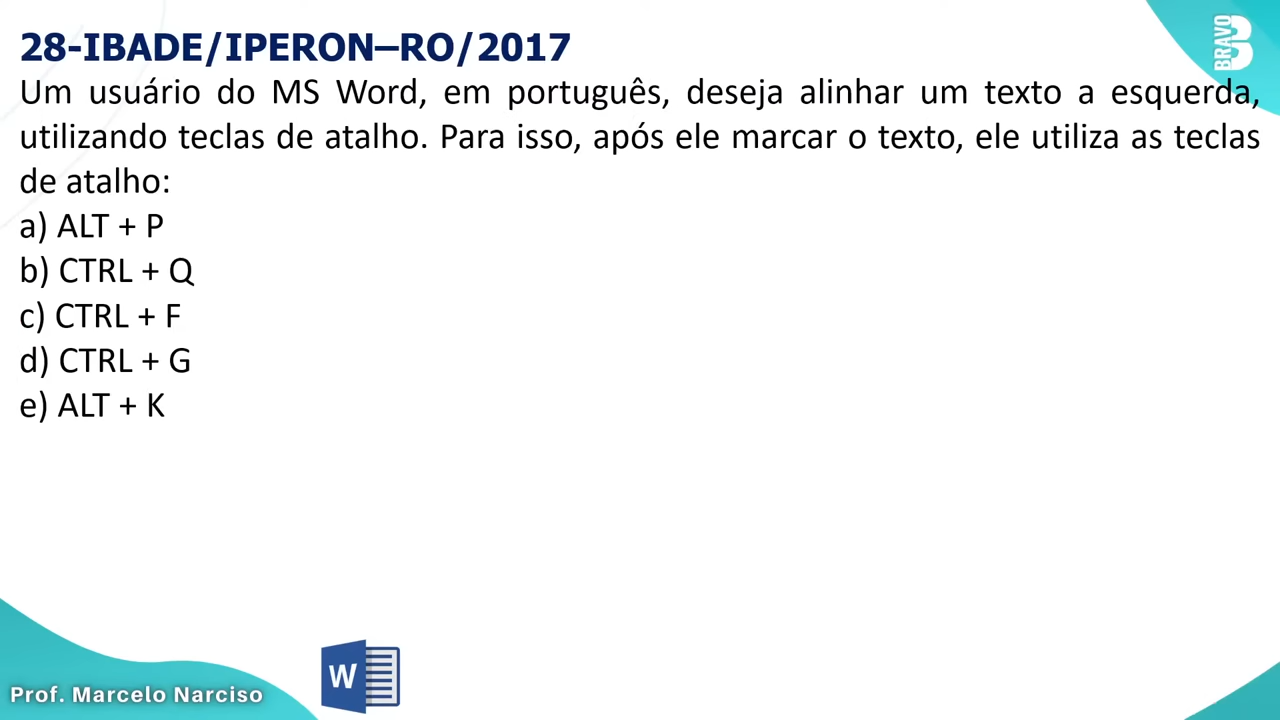 28-IBADE/IPERON–RO/2017
BRAVO
Um usuário do MS Word, em português, deseja alinhar um texto a esquerda,
utilizando teclas de atalho. Para isso, após ele marcar o texto, ele utiliza as teclas
de atalho:
a) ALT + P
b) CTRL + Q
c) CTRL + F
d) CTRL + G
e) ALT + K
W
Prof. Marcelo Narciso